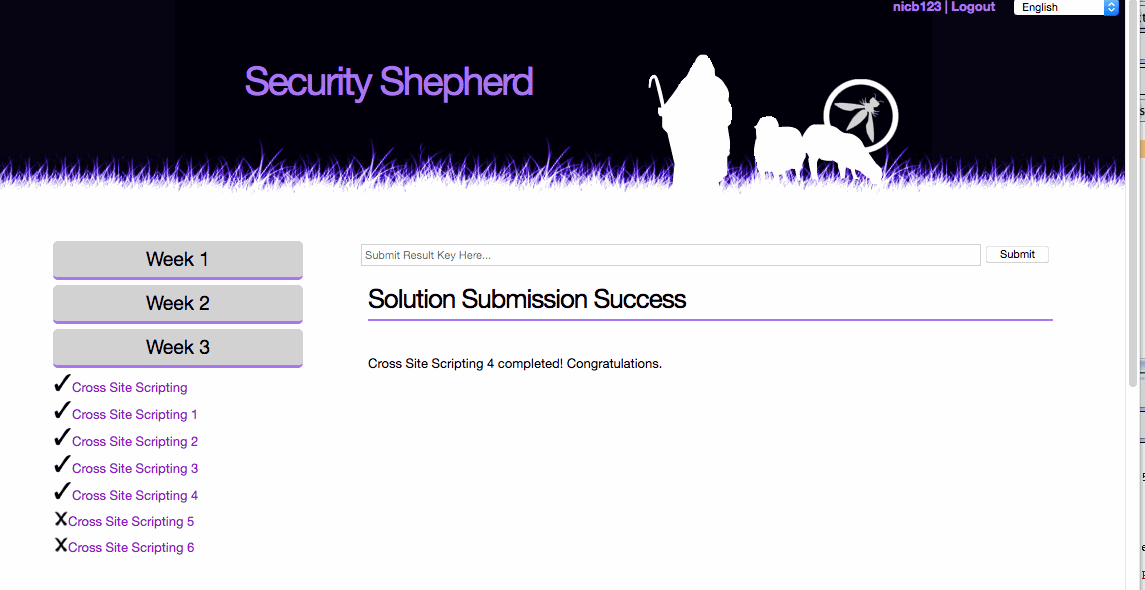 nicb123 | Logout
English
Security Shepherd
Week 1
Submit Result Key Here...
Submit
Week 2
Solution Submission Success
Week 3
Cross Site Scripting 4 completed! Congratulations.
Cross Site Scripting
Cross Site Scripting 1
Cross Site Scripting 2
Cross Site Scripting 3
Cross Site Scripting 4
XCross Site Scripting 5
XCross Site Scripting 6